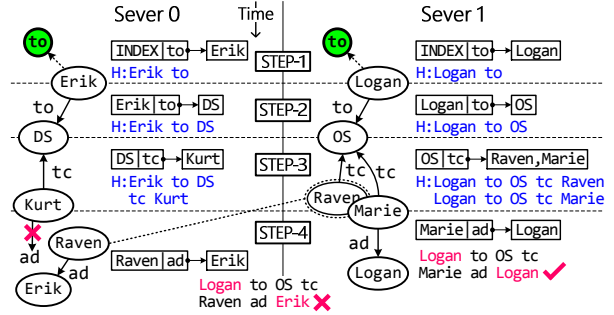 Sever 0
Time
Sever 1
to
INDEX to Erik
H:Erik to
Erik
STEP-1
to
INDEX to Logan
H:Logan to
Logan
to
Erik to DS
H:Erik to DS
DS
STEP-2
to
Logan to OS
H:Logan to OS
OS
DS tc Kurt
H:Erik to DS
tc Kurt
tc
Kurt
STEP-3
tc
tc
OS tc Raven,Marie
H:Logan to OS tc Raven
Logan to OS tc Marie
Raven
Marie
ad
Raven
ad
Erik
Raven ad Erik
STEP-4
Logan to OS tc
Raven ad Erik
ad
Logan
Marie ad Logan
Logan to OS tc
Marie ad Logan